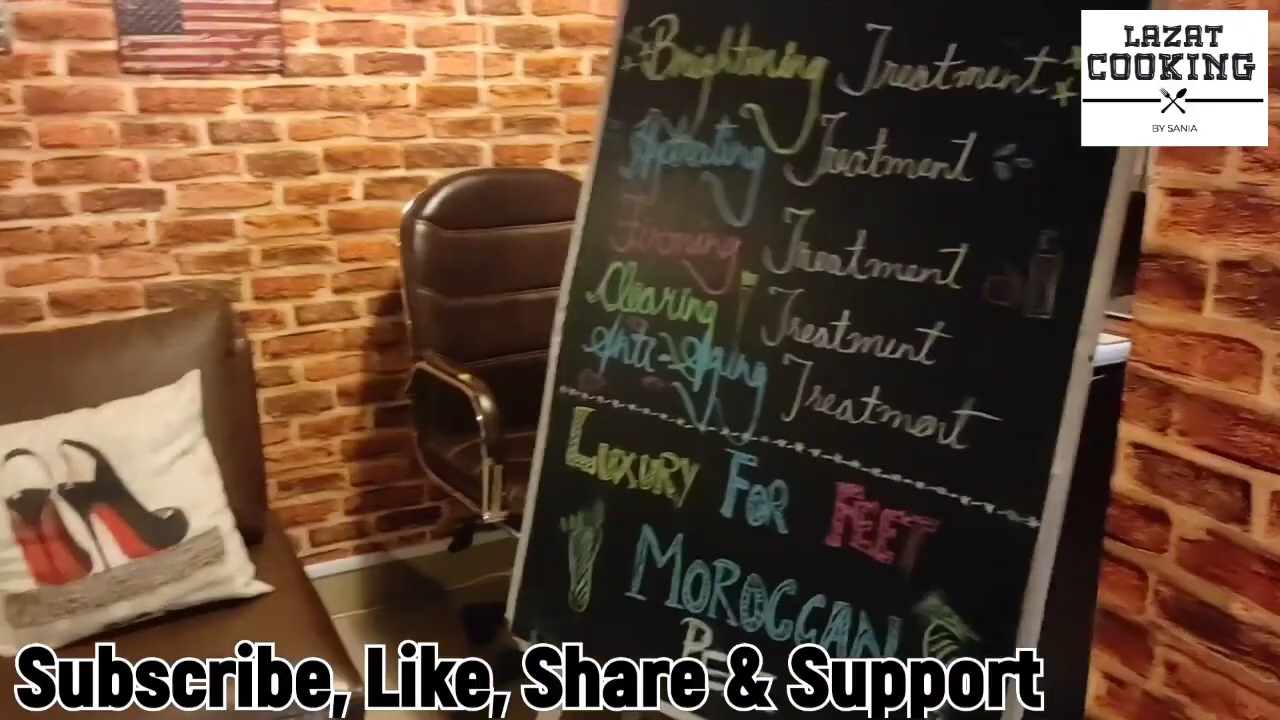 LAZAT
COOKING
BY SANIA
Brightening Treatment
Hydrating Treatment
Firming Treatment
Clearing Treatment
Anti-Aging Treatment
LUXURY FOR FEET
MOROCCAN
Subscribe, Like, Share & Support